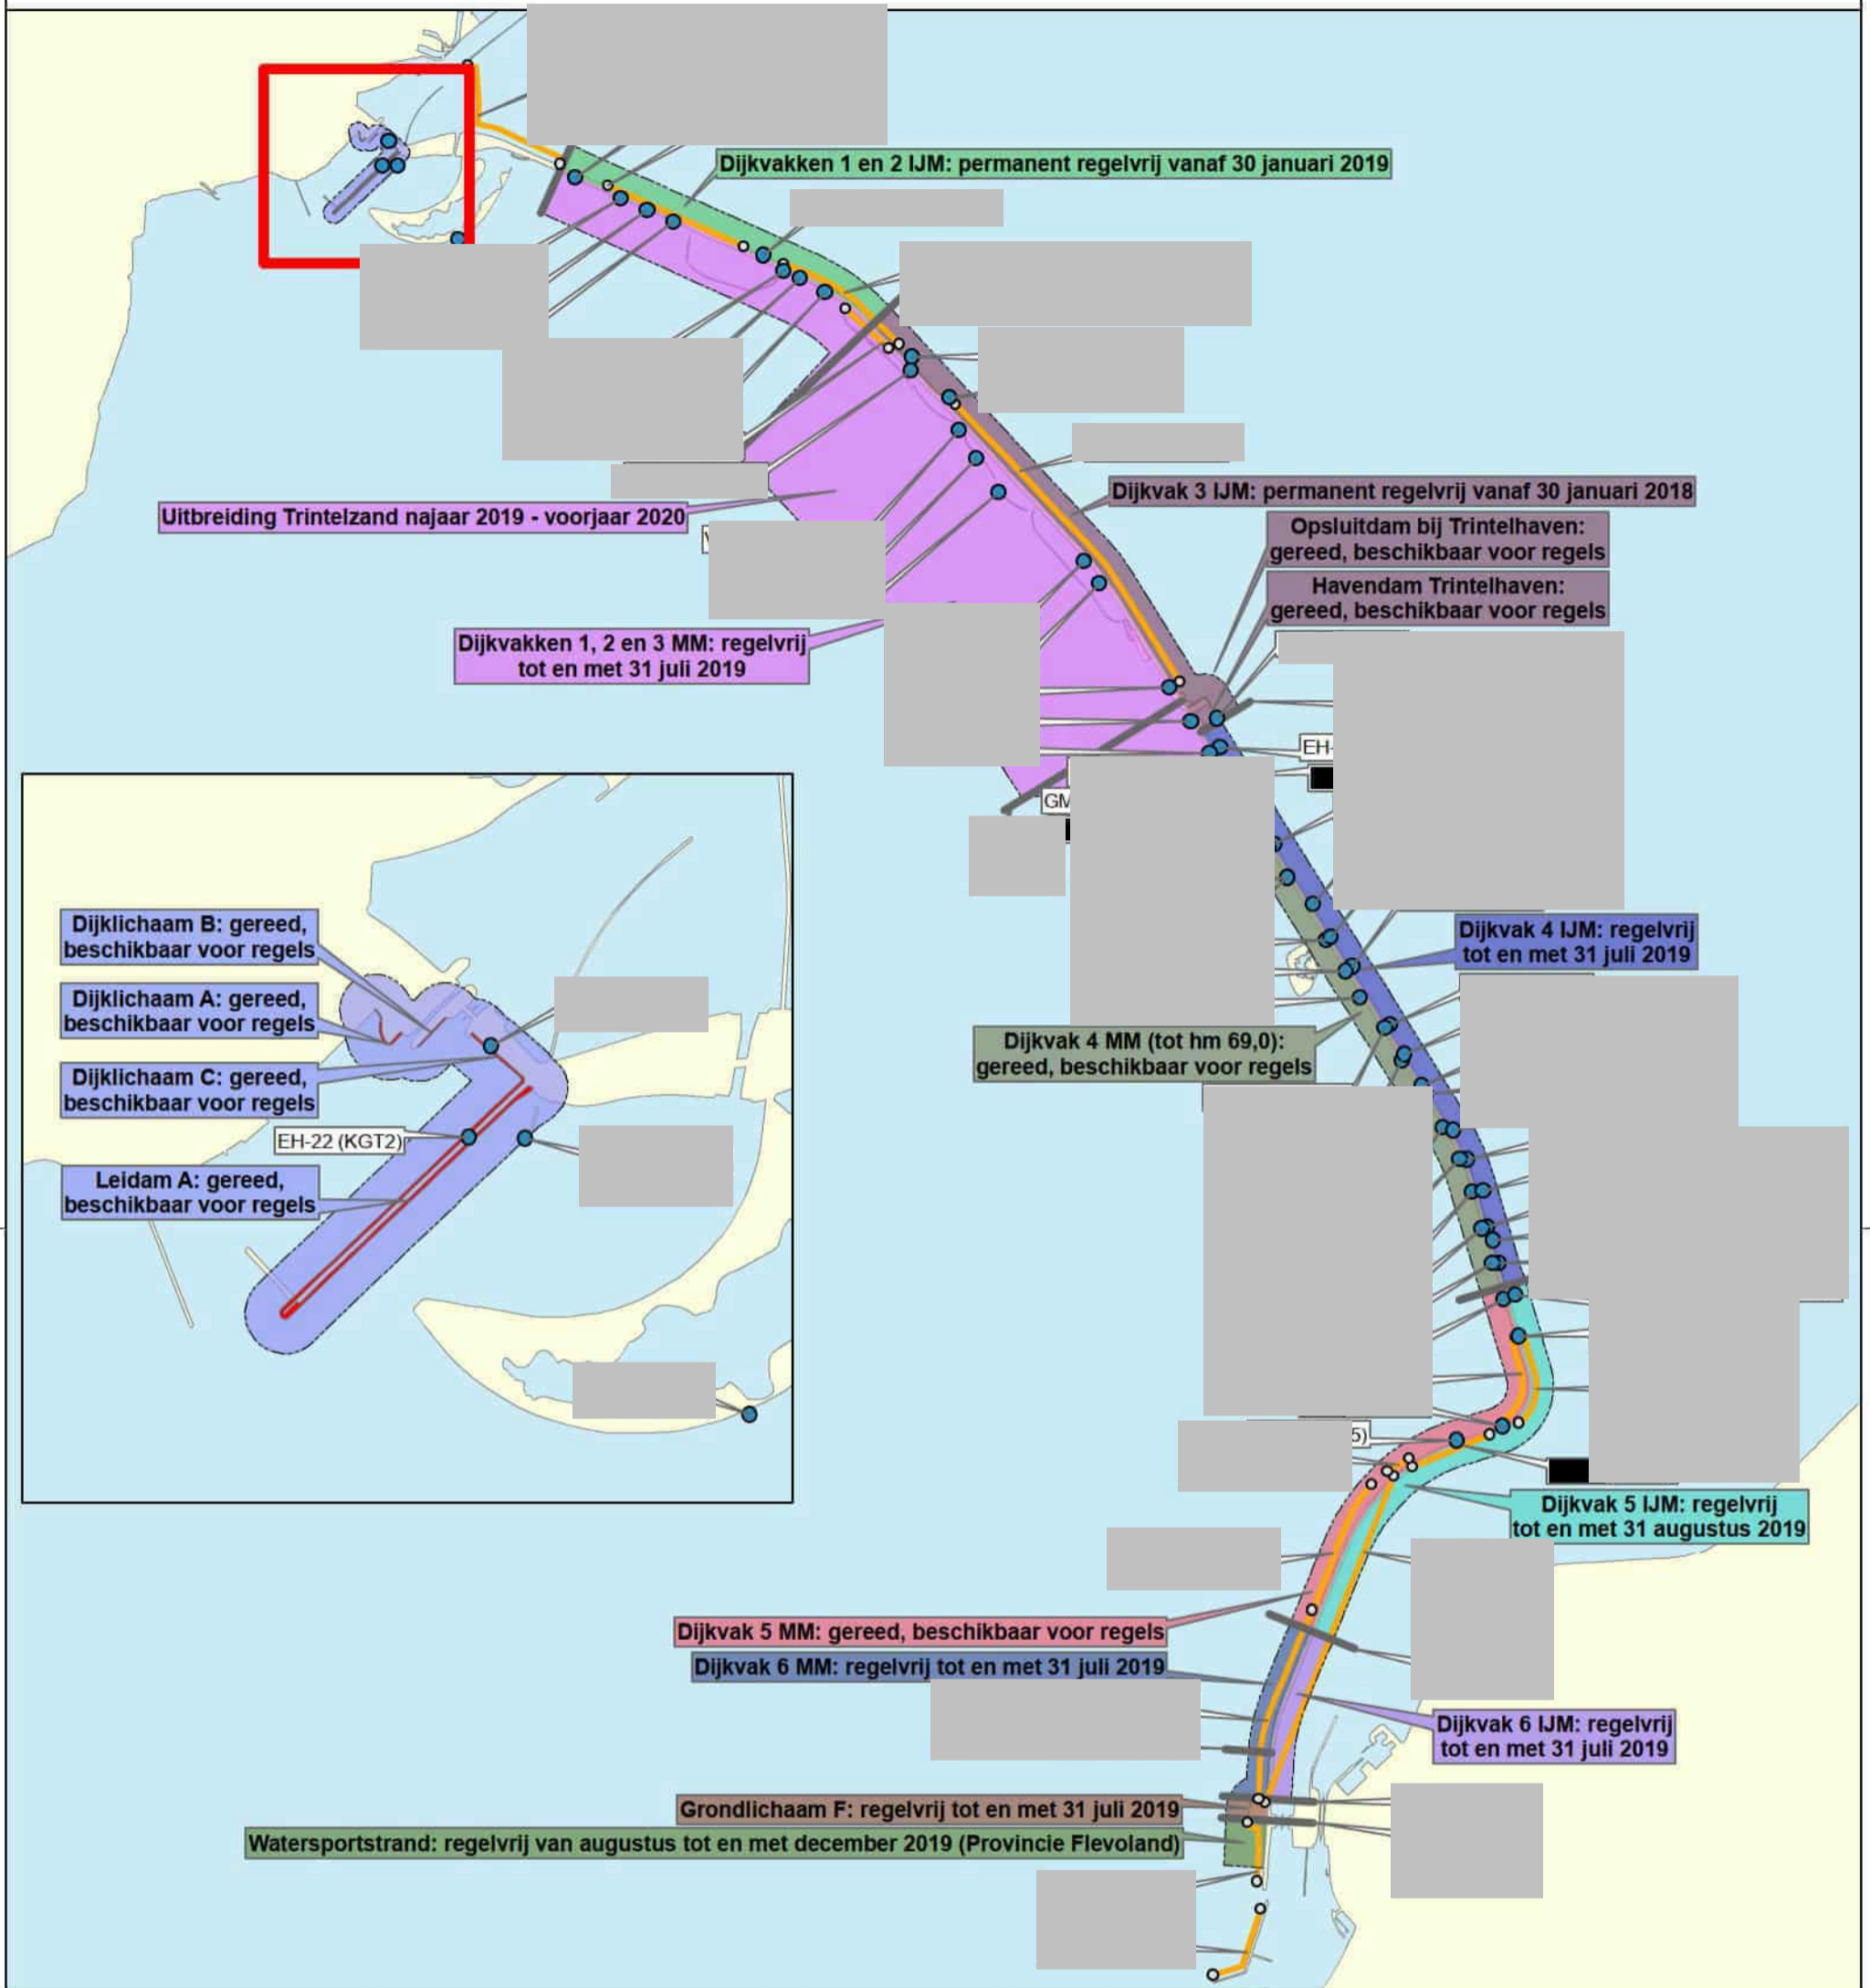 Dijkvakken 1 en 2 IJM: permanent regelvrij vanaf 30 januari 2019
Dijkvak 3 IJM: permanent regelvrij vanaf 30 januari 2018
Uitbreiding Trintelzand najaar 2019 - voorjaar 2020
Opsluitdam bij Trintelhaven:
gereed, beschikbaar voor regels
Havendam Trintelhaven:
gereed, beschikbaar voor regels
Dijkvakken 1, 2 en 3 MM: regelvrij
tot en met 31 juli 2019
EH-
GM
Dijklichaam B: gereed,
beschikbaar voor regels
Dijklichaam A: gereed,
beschikbaar voor regels
Dijklichaam C: gereed,
beschikbaar voor regels
EH-22 (KGT2)
Leidam A: gereed,
beschikbaar voor regels
Dijkvak 4 IJM: regelvrij
tot en met 31 juli 2019
Dijkvak 4 MM (tot hm 69,0):
gereed, beschikbaar voor regels
5)
Dijkvak 5 IJM: regelvrij
tot en met 31 augustus 2019
Dijkvak 5 MM: gereed, beschikbaar voor regels
Dijkvak 6 MM: regelvrij tot en met 31 juli 2019
Dijkvak 6 IJM: regelvrij
tot en met 31 juli 2019
Grondlichaam F: regelvrij tot en met 31 juli 2019
Watersportstrand: regelvrij van augustus tot en met december 2019 (Provincie Flevoland)